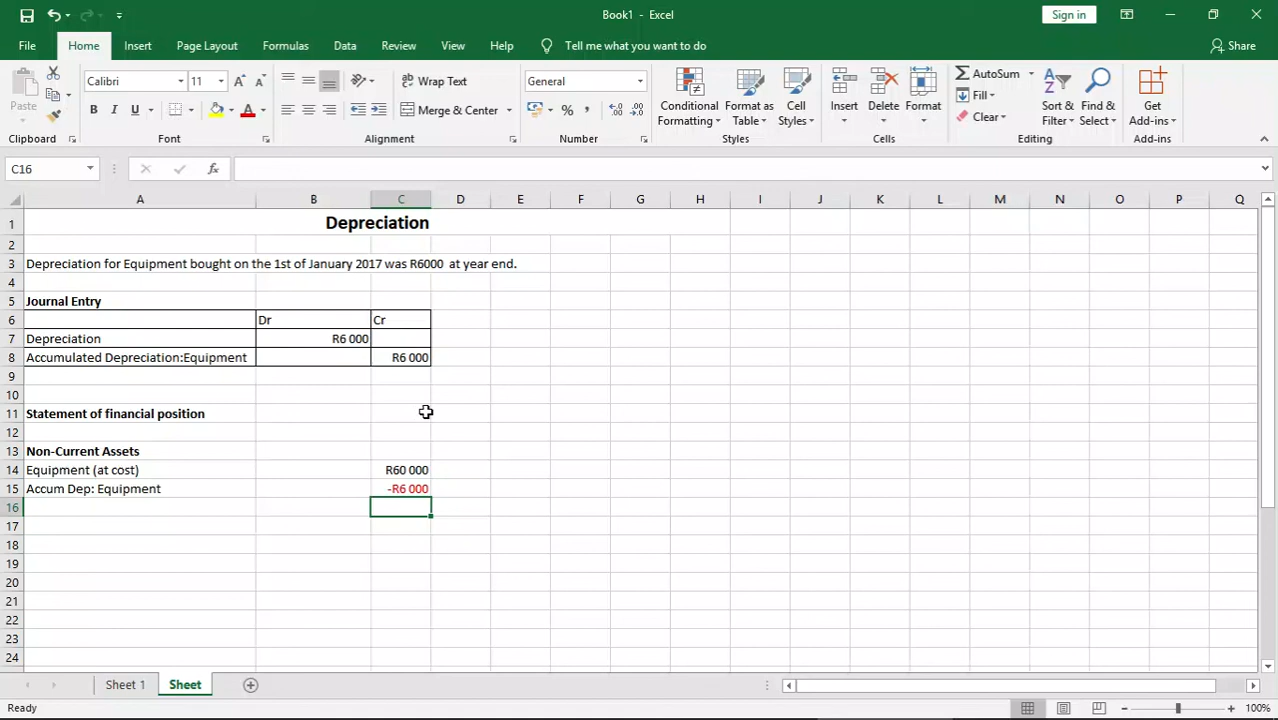 Book1 - Excel
Sign in
File Home Insert Page Layout Formulas Data Review View Help Tell me what you want to do Share
Paste
Clipboard
Calibri 11
A A
B I U A
Font
Wrap Text
Merge & Center
Alignment
General
% ,
Number
Conditional Formatting
Format as Table
Cell Styles
Styles
Insert
Delete
Format
Cells
AutoSum
Fill
Clear
Sort & Filter
Find & Select
Editing
Get Add-ins
Add-ins
C16 fx
A B C D E F G H I J K L M N O P Q
1 Depreciation
2
3 Depreciation for Equipment bought on the 1st of January 2017 was R6000 at year end.
4
5 Journal Entry
6 Dr Cr
7 Depreciation R6 000
8 Accumulated Depreciation:Equipment R6 000
9
10
11 Statement of financial position
12
13 Non-Current Assets
14 Equipment (at cost) R60 000
15 Accum Dep: Equipment -R6 000
16
17
18
19
20
21
22
23
24
Sheet 1 Sheet
Ready 100%